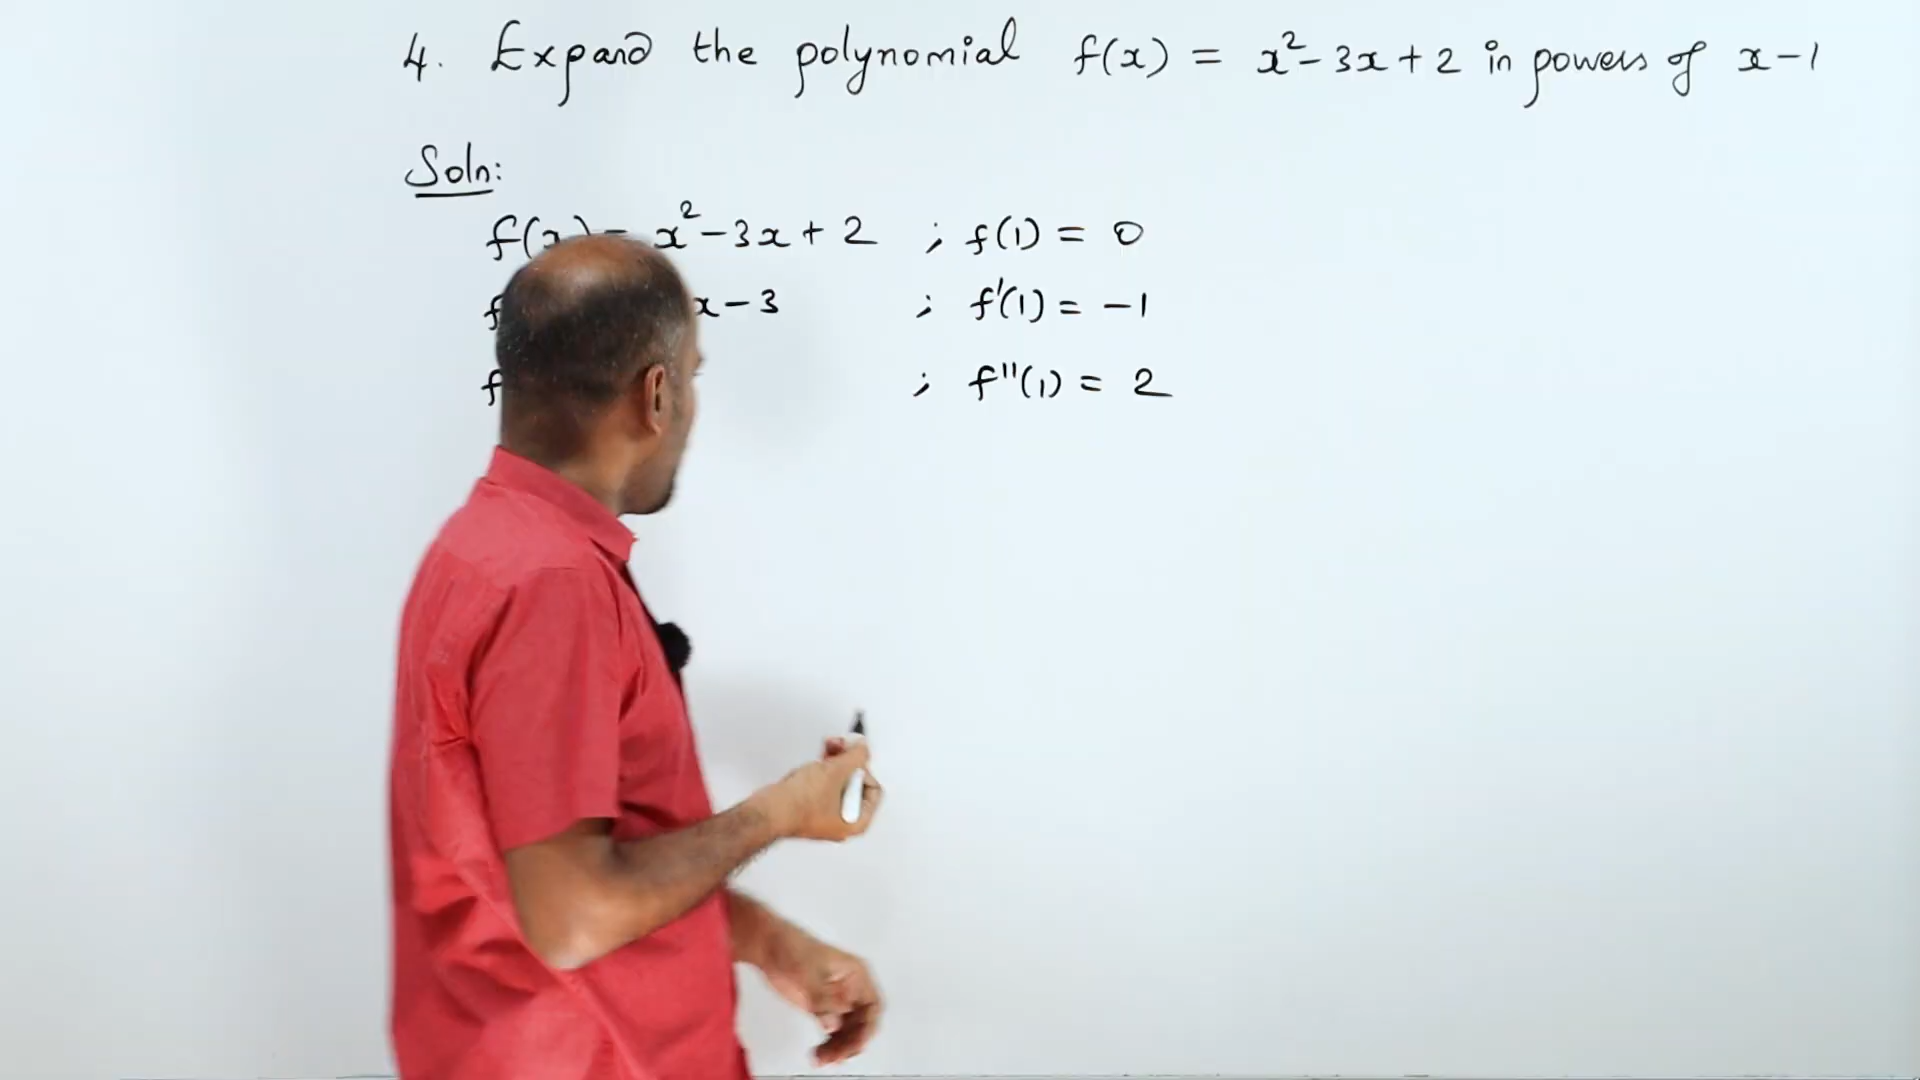 4. Expand the polynomial f(x) = x² - 3x + 2 in powers of x - 1
Soln:
f(x) = x² - 3x + 2 ; f(1) = 0
f x - 3 ; f'(1) = -1
f ; f''(1) = 2